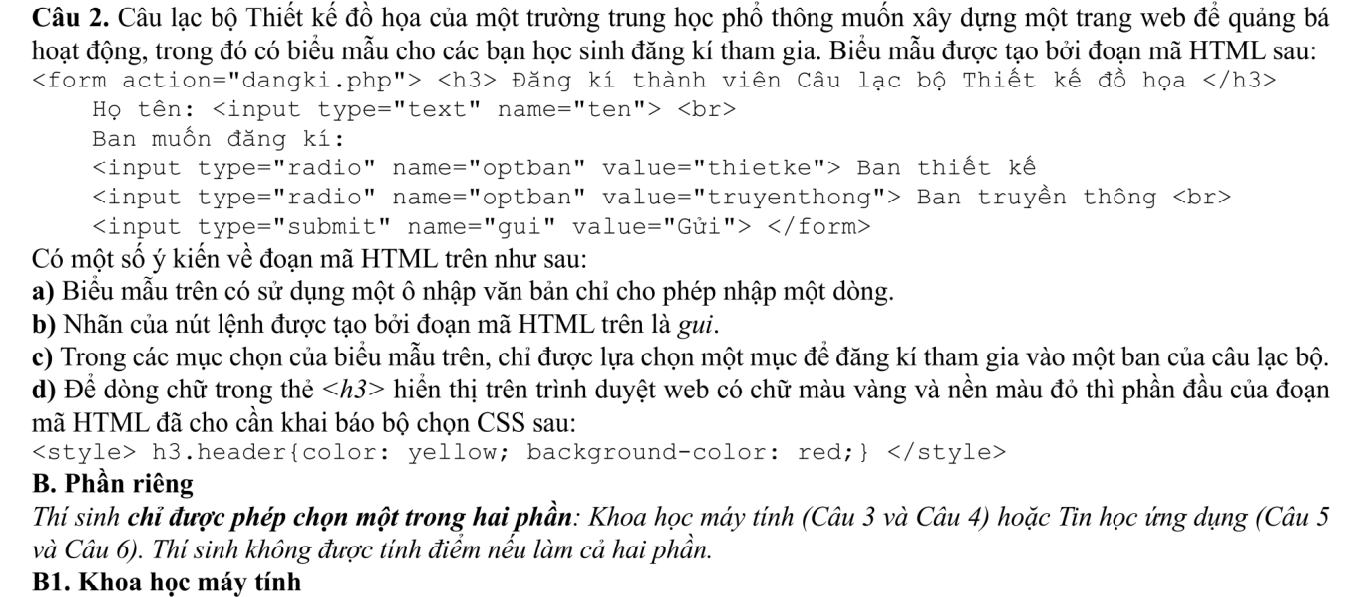 Câu 2. Câu lạc bộ Thiết kế đồ họa của một trường trung học phổ thông muốn xây dựng một trang web để quảng bá
hoạt động, trong đó có biểu mẫu cho các bạn học sinh đăng kí tham gia. Biểu mẫu được tạo bởi đoạn mã HTML sau:
<form action="dangki.php"> <h3> Đăng kí thành viên Câu lạc bộ Thiết kế đồ họa </h3>
Họ tên: <input type="text" name="ten"> <br>
Ban muốn đăng kí:
<input type="radio" name="optban" value="thietke"> Ban thiết kế
<input type="radio" name="optban" value="truyenthong"> Ban truyền thông <br>
<input type="submit" name="gui" value="Gửi"> </form>
Có một số ý kiến về đoạn mã HTML trên như sau:
a) Biểu mẫu trên có sử dụng một ô nhập văn bản chỉ cho phép nhập một dòng.
b) Nhãn của nút lệnh được tạo bởi đoạn mã HTML trên là gui.
c) Trong các mục chọn của biểu mẫu trên, chỉ được lựa chọn một mục để đăng kí tham gia vào một ban của câu lạc bộ.
d) Để dòng chữ trong thẻ <h3> hiển thị trên trình duyệt web có chữ màu vàng và nền màu đỏ thì phần đầu của đoạn
mã HTML đã cho cần khai báo bộ chọn CSS sau:
<style> h3.header{color: yellow; background-color: red;} </style>
B. Phần riêng
Thí sinh chỉ được phép chọn một trong hai phần: Khoa học máy tính (Câu 3 và Câu 4) hoặc Tin học ứng dụng (Câu 5
và Câu 6). Thí sinh không được tính điểm nếu làm cả hai phần.
B1. Khoa học máy tính